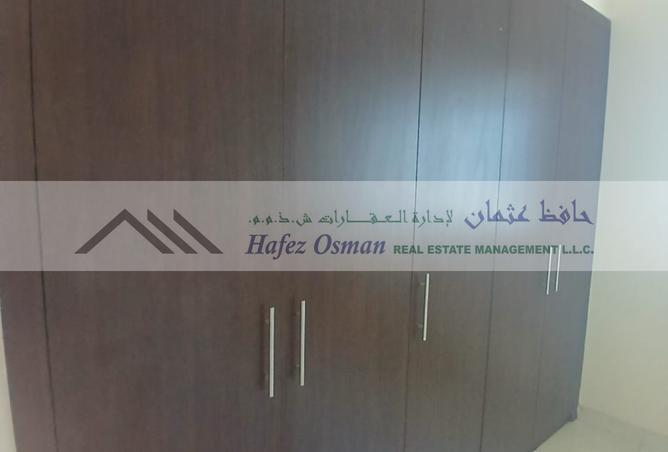 حافظ عثمان لإدارة العقارات ش.ذ.م.م.
Hafez Osman REAL ESTATE MANAGEMENT L.L.C.